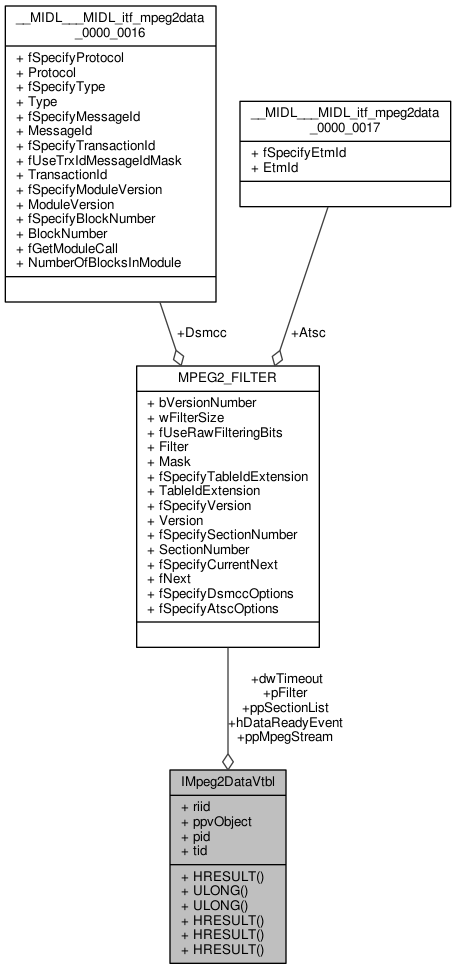 __MIDL___MIDL_itf_mpeg2data
_0000_0016
+ fSpecifyProtocol
+ Protocol
+ fSpecifyType
+ Type
+ fSpecifyMessageId
+ MessageId
+ fSpecifyTransactionId
+ fUseTrxIdMessageIdMask
+ TransactionId
+ fSpecifyModuleVersion
+ ModuleVersion
+ fSpecifyBlockNumber
+ BlockNumber
+ fGetModuleCall
+ NumberOfBlocksInModule
__MIDL___MIDL_itf_mpeg2data
_0000_0017
+ fSpecifyEtmId
+ EtmId
+Dsmcc
+Atsc
MPEG2_FILTER
+ bVersionNumber
+ wFilterSize
+ fUseRawFilteringBits
+ Filter
+ Mask
+ fSpecifyTableIdExtension
+ TableIdExtension
+ fSpecifyVersion
+ Version
+ fSpecifySectionNumber
+ SectionNumber
+ fSpecifyCurrentNext
+ fNext
+ fSpecifyDsmccOptions
+ fSpecifyAtscOptions
+dwTimeout
+pFilter
+ppSectionList
+hDataReadyEvent
+ppMpegStream
IMpeg2DataVtbl
+ riid
+ ppvObject
+ pid
+ tid
+ HRESULT()
+ ULONG()
+ ULONG()
+ HRESULT()
+ HRESULT()
+ HRESULT()